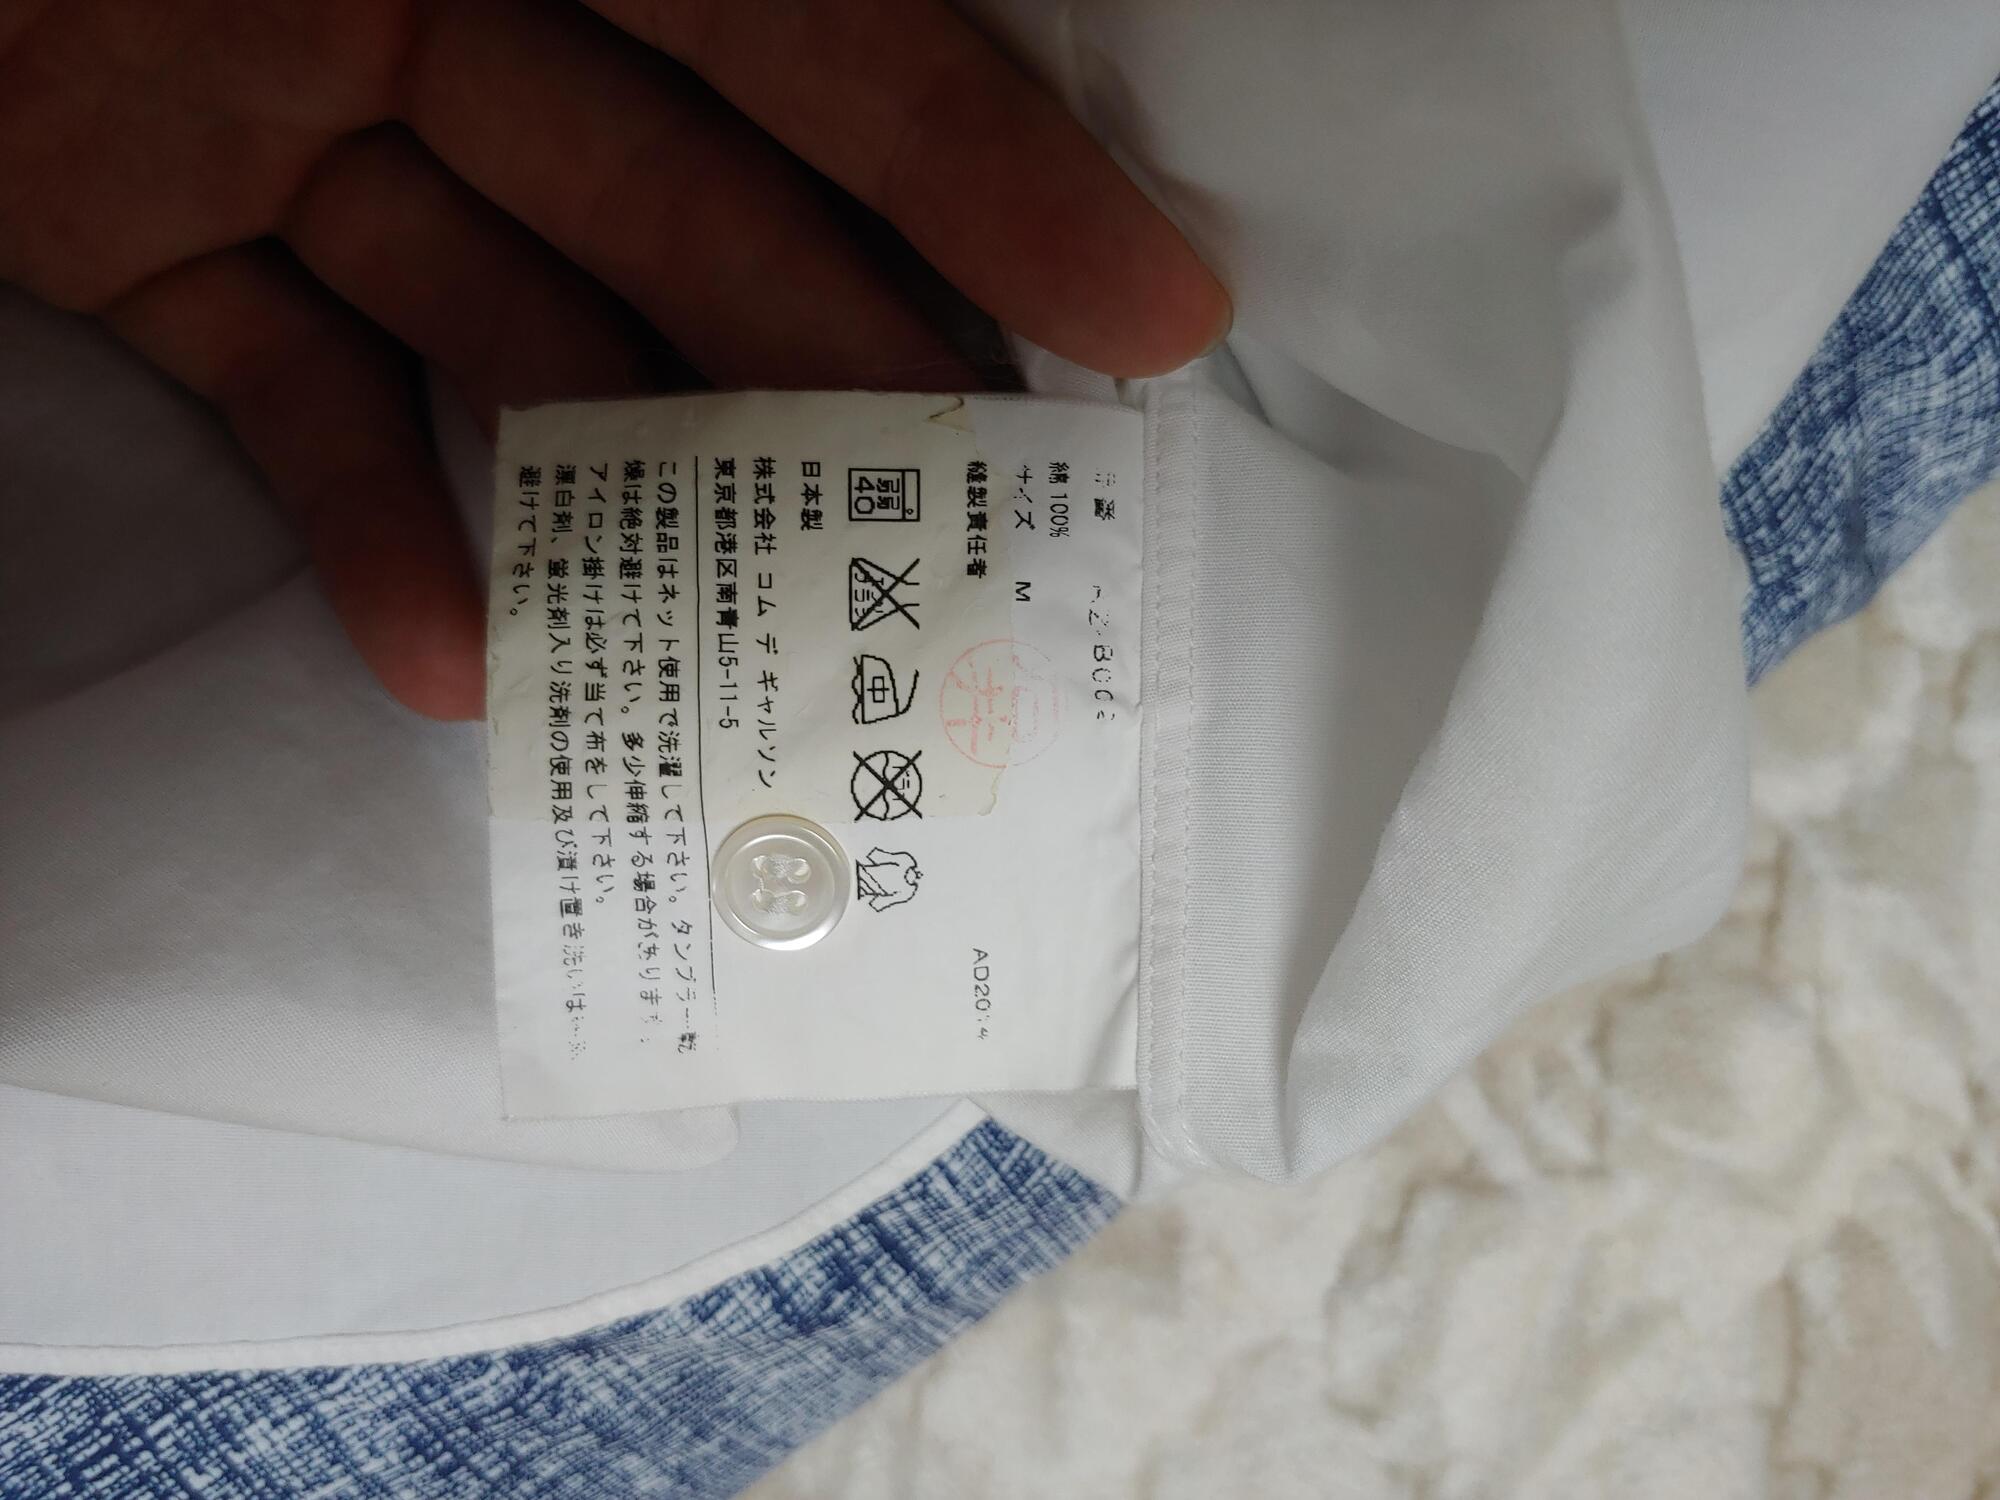 品番
綿 100%
サイズ M
縫製責任者
AD2014
弱 40
エンソ
中
ドライ
日本製
株式会社 コム デ ギャルソン
東京都港区南青山5-11-5
この製品はネット使用で洗濯して下さい。タンブラー乾
燥は絶対避けて下さい。多少伸縮する場合があります。
アイロン掛けは必ず当て布をして下さい。
漂白剤、蛍光剤入り洗剤の使用及び漬け置き洗いは
避けて下さい。